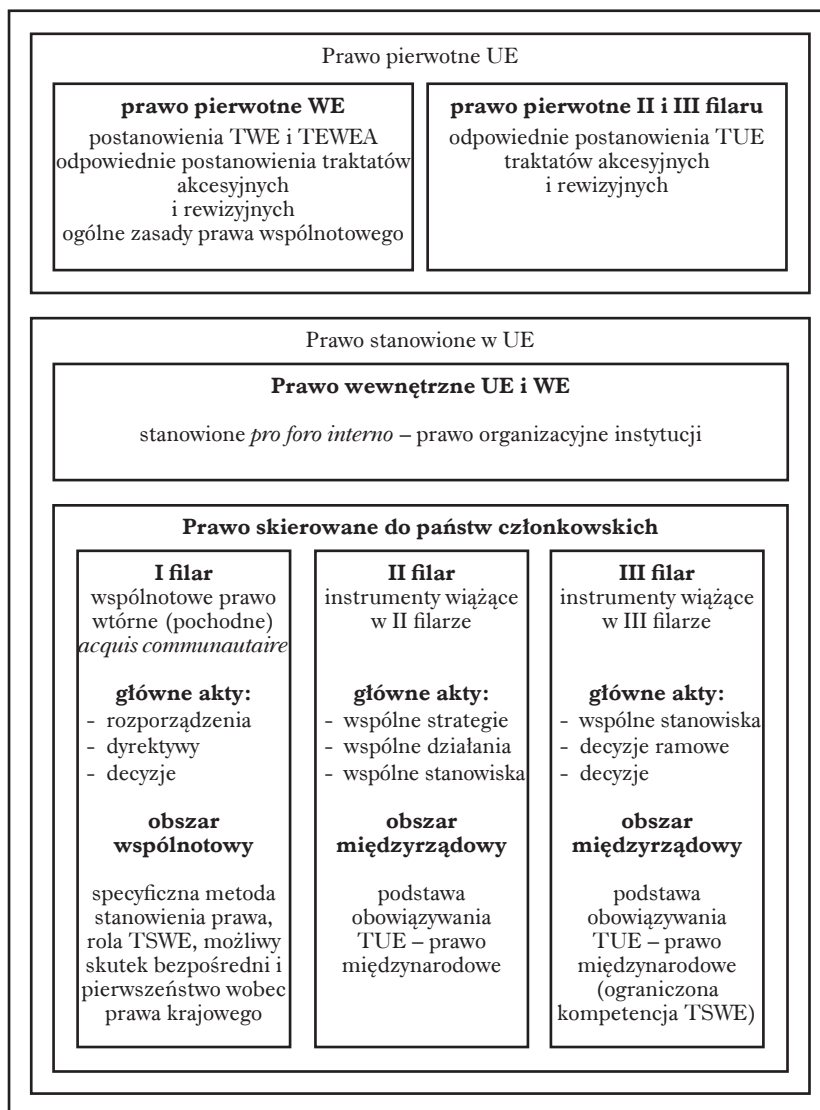 Prawo pierwotne UE
prawo pierwotne WE
postanowienia TWE i TEWEA
odpowiednie postanowienia traktatów
akcesyjnych
i rewizyjnych
ogólne zasady prawa wspólnotowego
prawo pierwotne II i III filaru
odpowiednie postanowienia TUE
traktatów akcesyjnych
i rewizyjnych
Prawo stanowione w UE
Prawo wewnętrzne UE i WE
stanowione pro foro interno – prawo organizacyjne instytucji
Prawo skierowane do państw członkowskich
I filar
wspólnotowe prawo
wtórne (pochodne)
acquis communautaire
główne akty:
- rozporządzenia
- dyrektywy
- decyzje
obszar
wspólnotowy
specyficzna metoda
stanowienia prawa,
rola TSWE, możliwy
skutek bezpośredni i
pierwszeństwo wobec
prawa krajowego
II filar
instrumenty wiążące
w II filarze
główne akty:
- wspólne strategie
- wspólne działania
- wspólne stanowiska
obszar
międzyrządowy
podstawa
obowiązywania
TUE – prawo
międzynarodowe
III filar
instrumenty wiążące
w III filarze
główne akty:
- wspólne stanowiska
- decyzje ramowe
- decyzje
obszar
międzyrządowy
podstawa
obowiązywania
TUE – prawo
międzynarodowe
(ograniczona
kompetencja TSWE)